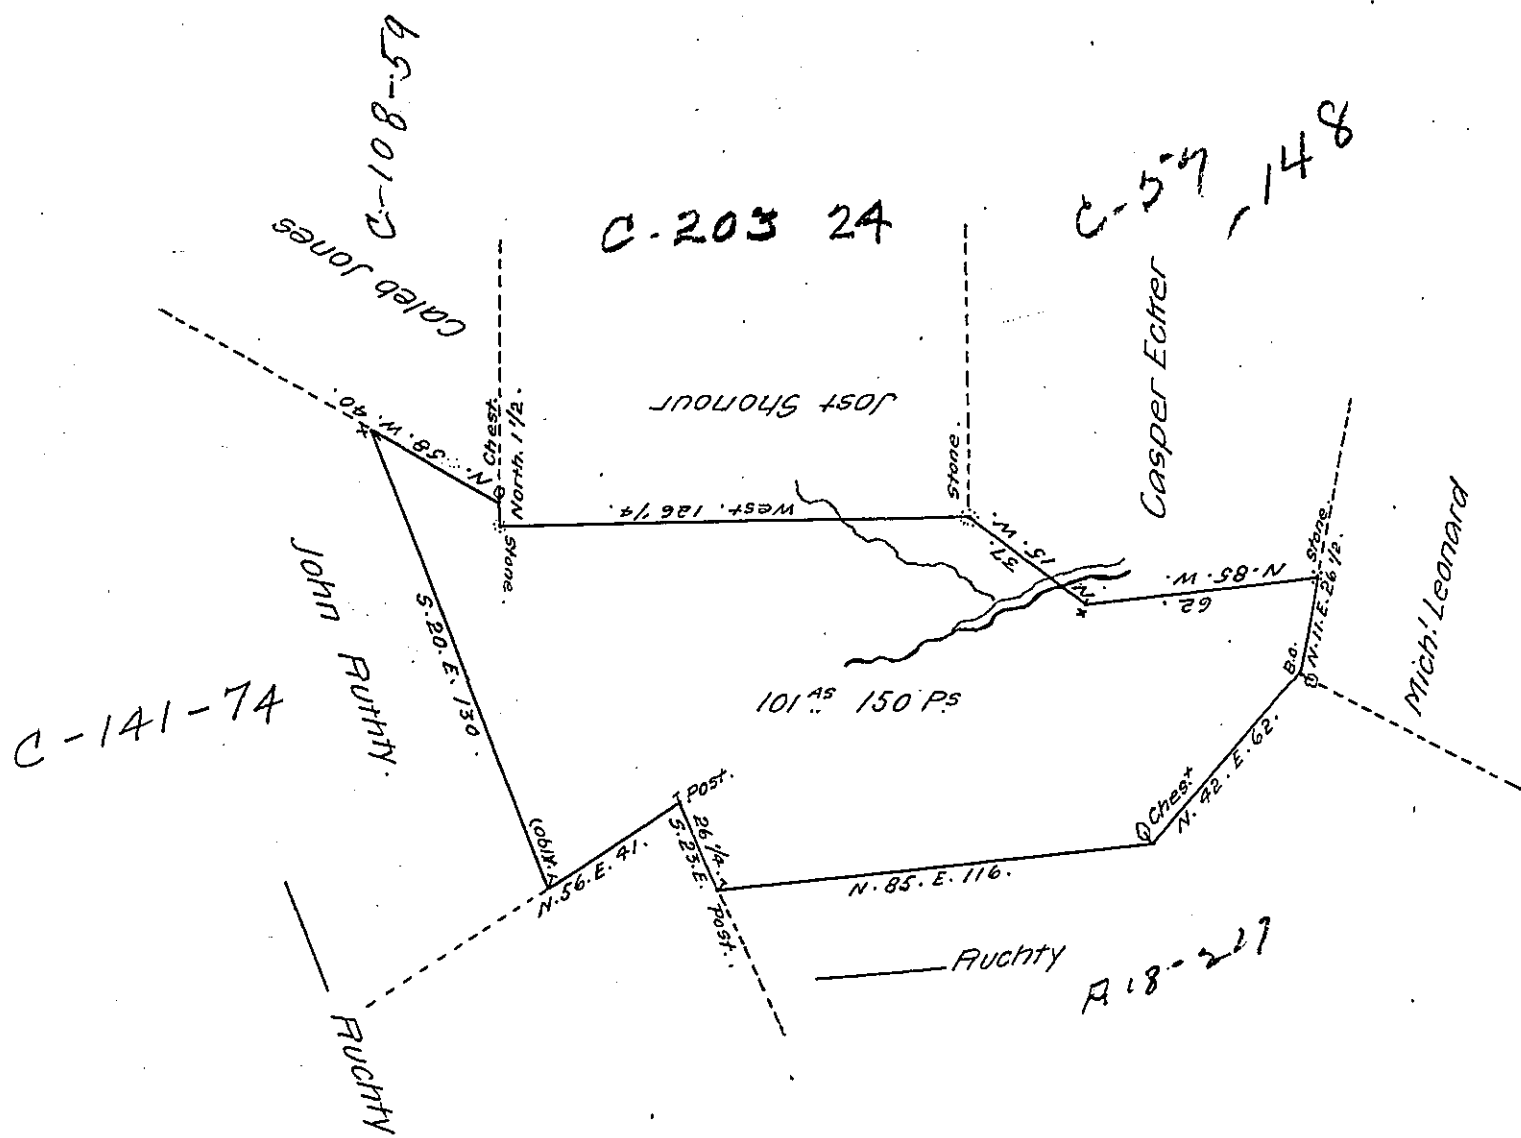 C-108-59
Caleb Jones
C-203 24
C-57, 148
Casper Ecker
Jost Shonour
N. 58. W. 40.
Chest.
North. 1 1/2.
Stone.
West. 126 1/4.
Stone.
N. 15. W.
37.
N. 85. W.
62.
Stone.
N. 11. E. 26 1/2.
B.O.
Mich! Leonard
John Ruthty.
C-141-74
S. 20. E. 130.
101 As 150 Ps
Post.
26 1/4.
S. 23. E.
Post.
N. 56. E. 41.
N. 85. E. 116.
Chest
N. 42. E. 62.
Ruchty
Ruchty